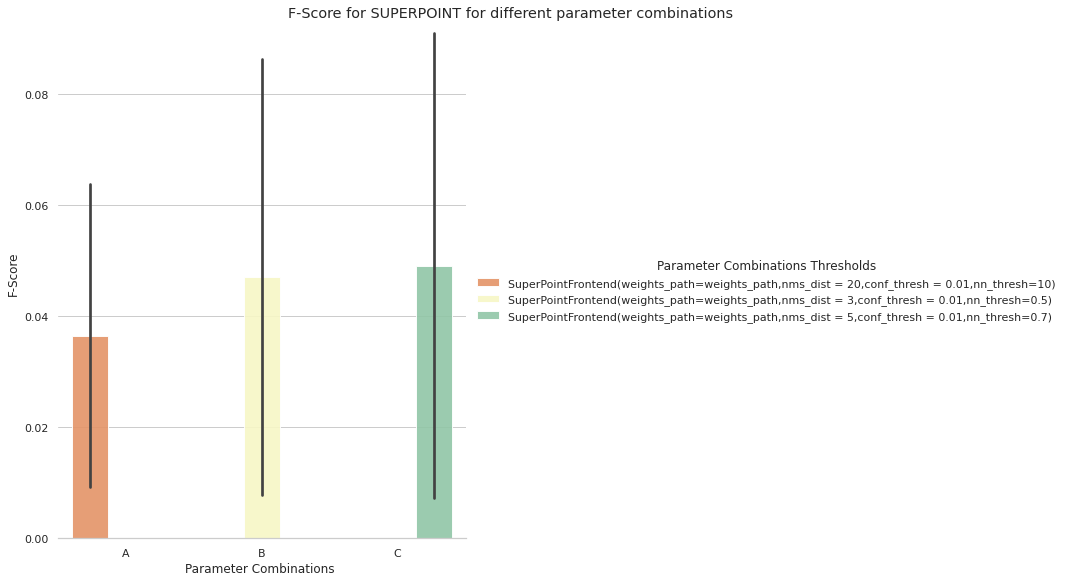 F-Score for SUPERPOINT for different parameter combinations
0.08
0.06
0.04
0.02
0.00
F-Score
A
B
C
Parameter Combinations
Parameter Combinations Thresholds
SuperPointFrontend(weights_path=weights_path,nms_dist = 20,conf_thresh = 0.01,nn_thresh=10)
SuperPointFrontend(weights_path=weights_path,nms_dist = 3,conf_thresh = 0.01,nn_thresh=0.5)
SuperPointFrontend(weights_path=weights_path,nms_dist = 5,conf_thresh = 0.01,nn_thresh=0.7)